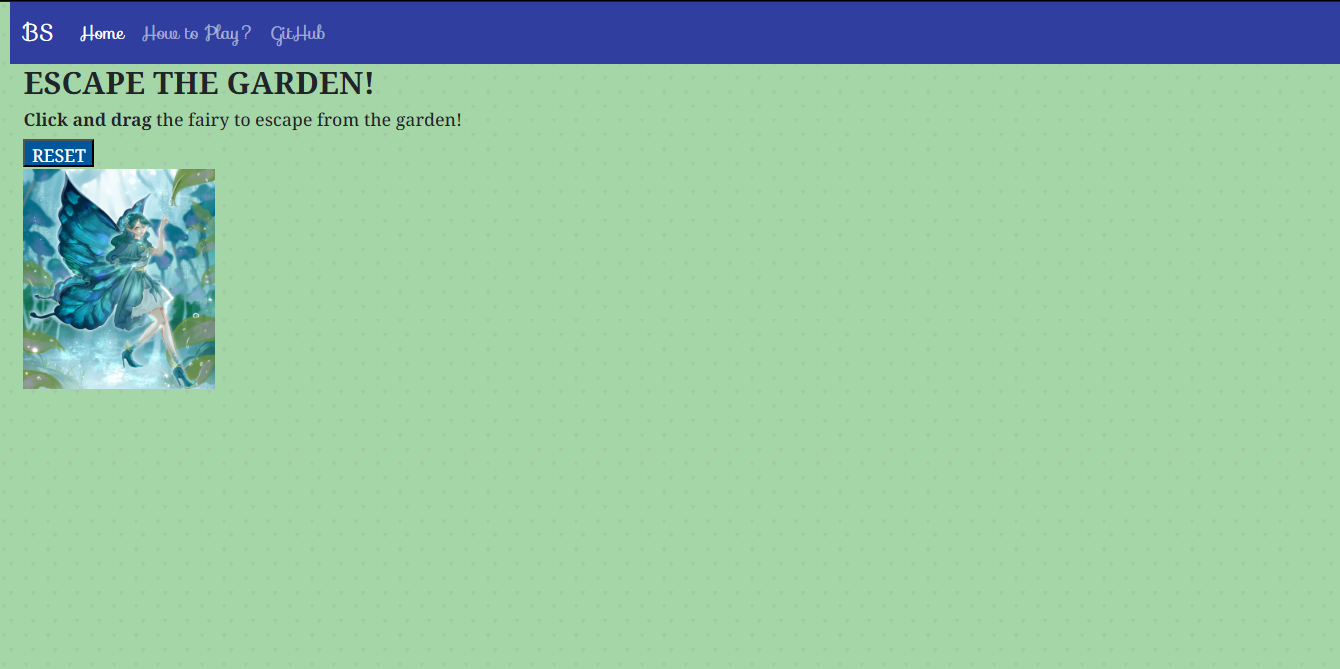 BS Home How to Play? GitHub
ESCAPE THE GARDEN!
Click and drag the fairy to escape from the garden!
RESET